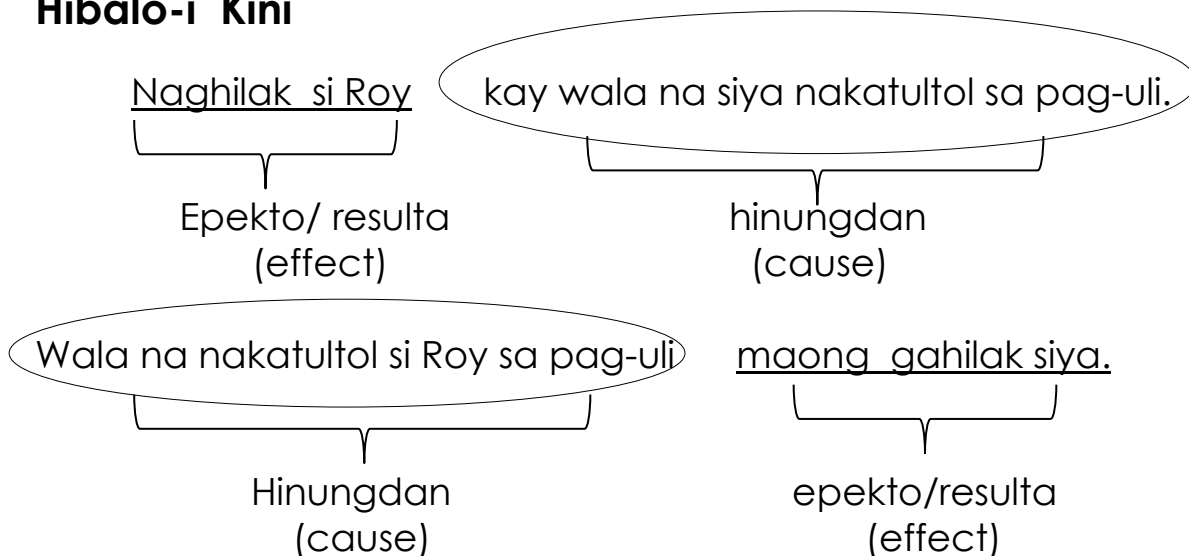 Hibalo-i Kini
Naghilak si Roy kay wala na siya nakatultol sa pag-uli.
Epekto/ resulta hinungdan
(effect) (cause)
Wala na nakatultol si Roy sa pag-uli maong gahilak siya.
Hinungdan epekto/resulta
(cause) (effect)